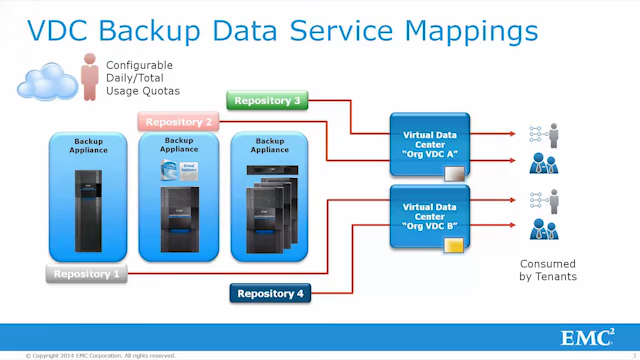 VDC Backup Data Service Mappings
Configurable
Daily/Total
Usage Quotas
Repository 3
Repository 2
Backup
Appliance
Backup
Appliance
Virtual
Appliance
Backup
Appliance
Virtual Data
Center
“Org VDC A”
Virtual Data
Center
“Org VDC B”
Repository 1
Repository 4
Consumed
by Tenants
EMC²
© Copyright 2014 EMC Corporation. All rights reserved.